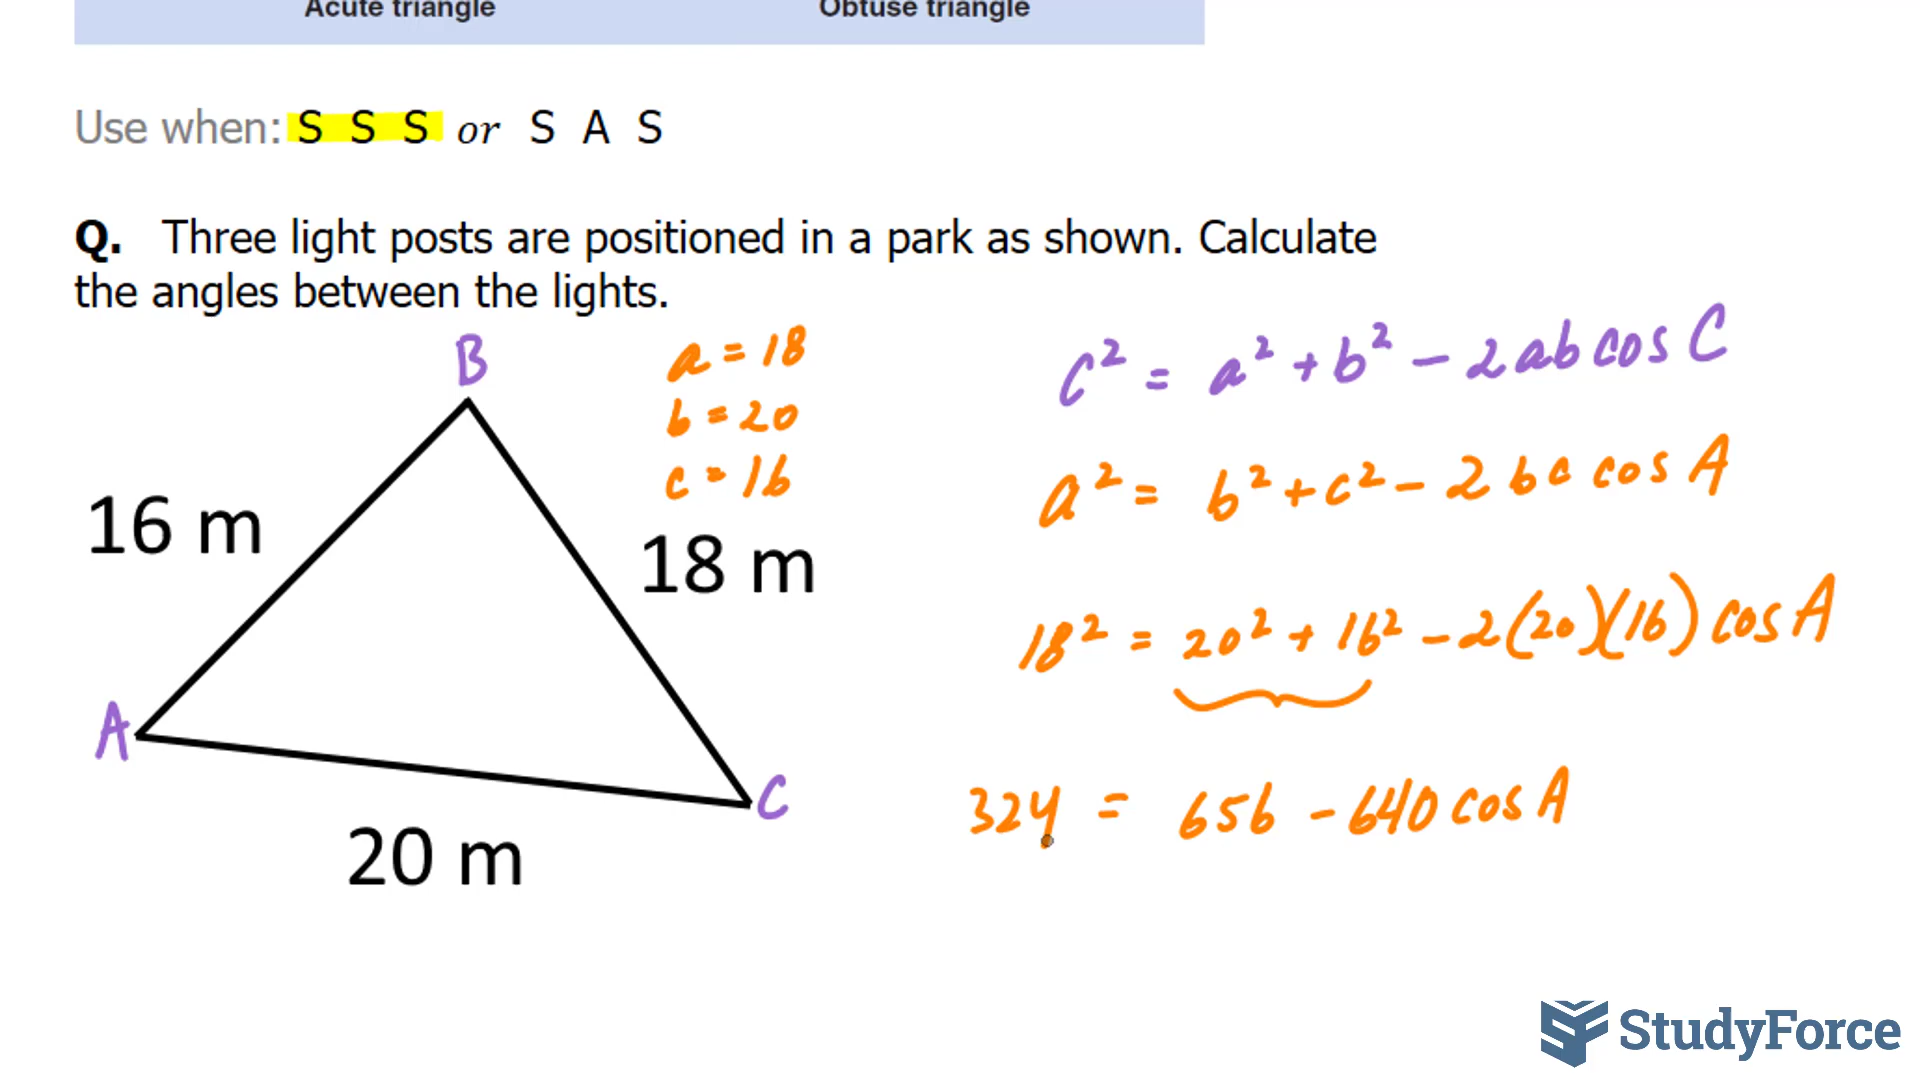 Acute triangle Obtuse triangle
Use when: S S S or S A S
Q. Three light posts are positioned in a park as shown. Calculate
the angles between the lights.
B
a = 18
b = 20
c = 16
16 m
18 m
A
C
20 m
c² = a² + b² - 2ab cos C
a² = b² + c² - 2bc cos A
18² = 20² + 16² - 2(20)(16) cos A
324 = 656 - 640 cos A
StudyForce